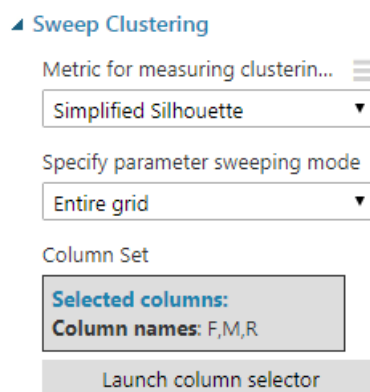 Sweep Clustering
Metric for measuring clusterin...
Simplified Silhouette
Specify parameter sweeping mode
Entire grid
Column Set
Selected columns:
Column names: F,M,R
Launch column selector